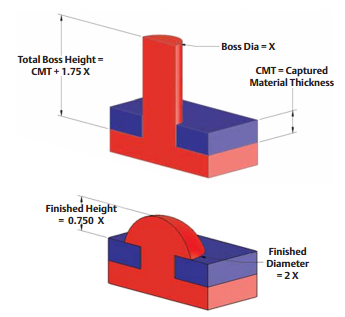 Boss Dia = X
Total Boss Height =
CMT + 1.75 X
CMT = Captured
Material Thickness
Finished Height
= 0.750 X
Finished
Diameter
= 2 X